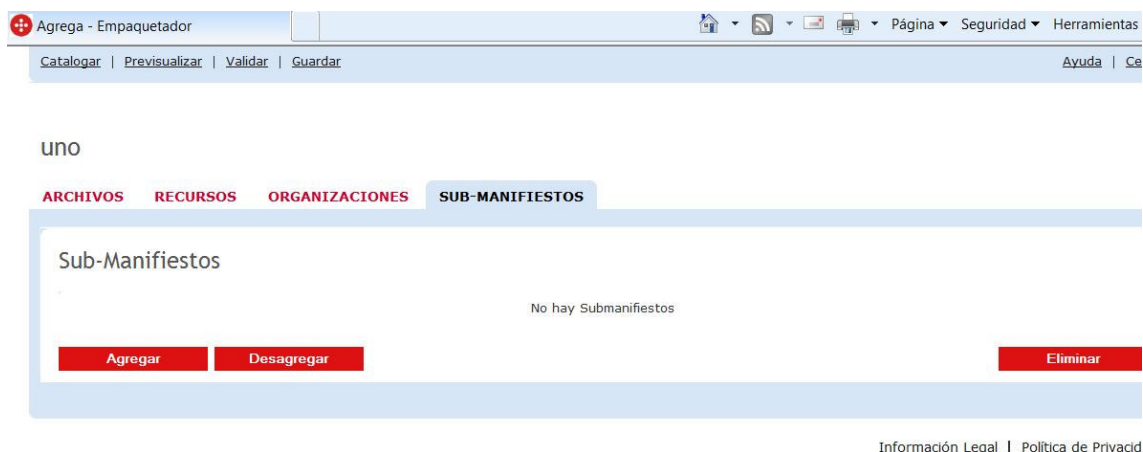 Agrega - Empaquetador Página Seguridad Herramientas
Catalogar | Previsualizar | Validar | Guardar Ayuda | Ce
uno
ARCHIVOS RECURSOS ORGANIZACIONES SUB-MANIFIESTOS
Sub-Manifiestos
No hay Submanifiestos
Agregar Desagregar Eliminar
Información Legal | Política de Privacid